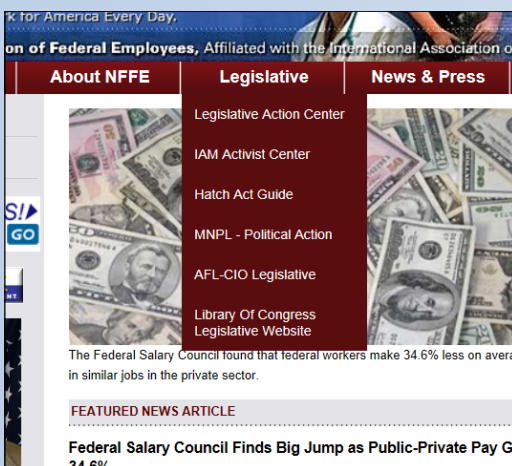 k for America Every Day.
on of Federal Employees, Affiliated with the International Association o
About NFFE
Legislative
News & Press
Legislative Action Center
IAM Activist Center
Hatch Act Guide
MNPL - Political Action
AFL-CIO Legislative
Library Of Congress
Legislative Website
S!
GO
NT
The Federal Salary Council found that federal workers make 34.6% less on avera
in similar jobs in the private sector.
FEATURED NEWS ARTICLE
Federal Salary Council Finds Big Jump as Public-Private Pay G
34.6%